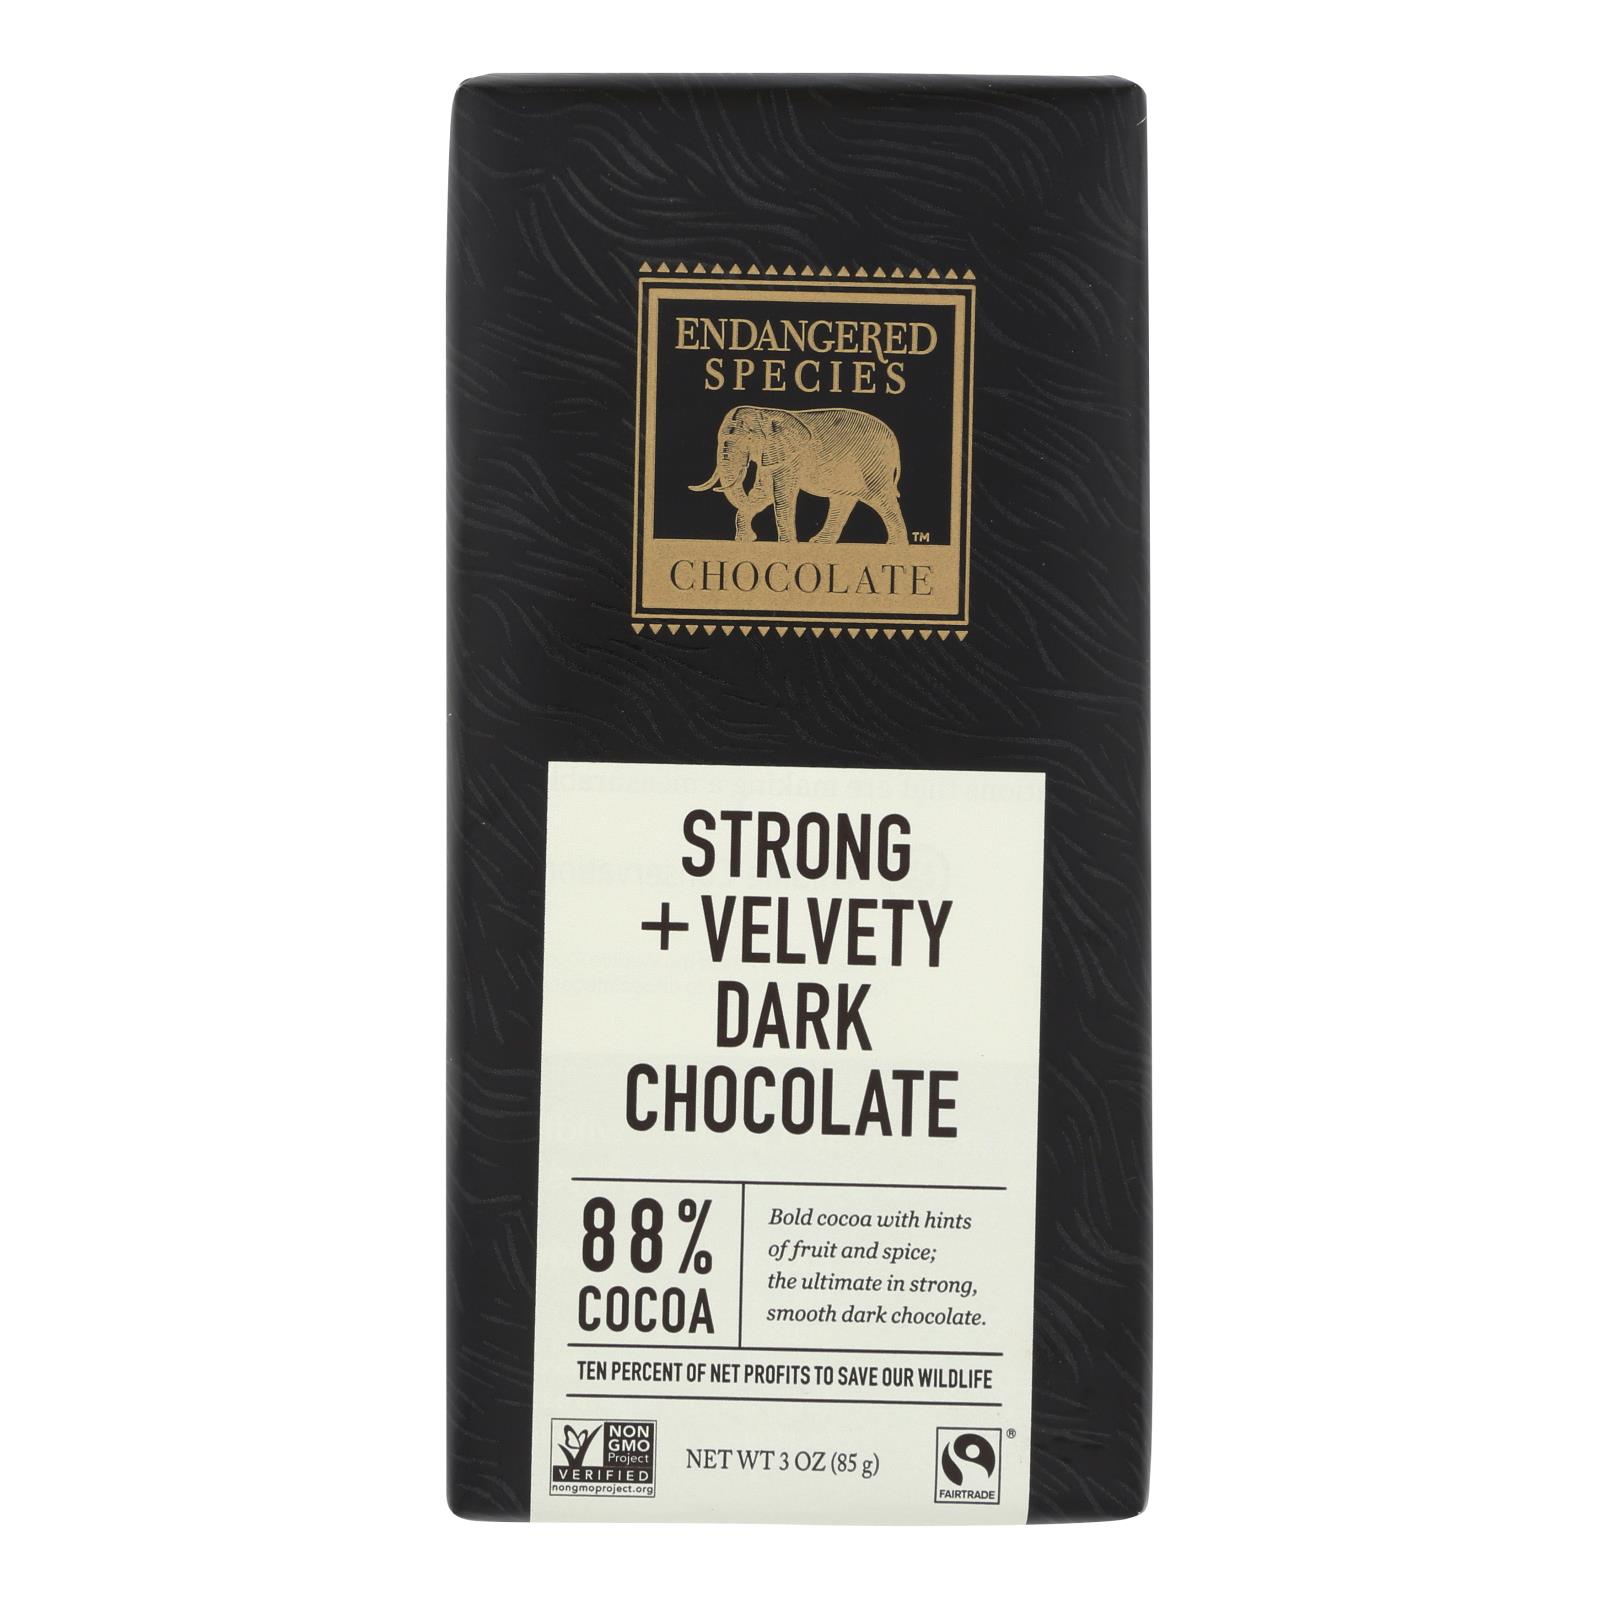 ENDANGERED
SPECIES
TM
CHOCOLATE
STRONG
+ VELVETY
DARK
CHOCOLATE
88%
COCOA
Bold cocoa with hints
of fruit and spice;
the ultimate in strong,
smooth dark chocolate.
TEN PERCENT OF NET PROFITS TO SAVE OUR WILDLIFE
NON
GMO
Project
VERIFIED
nongmoproject.org
NET WT 3 OZ (85 g)
®
FAIRTRADE